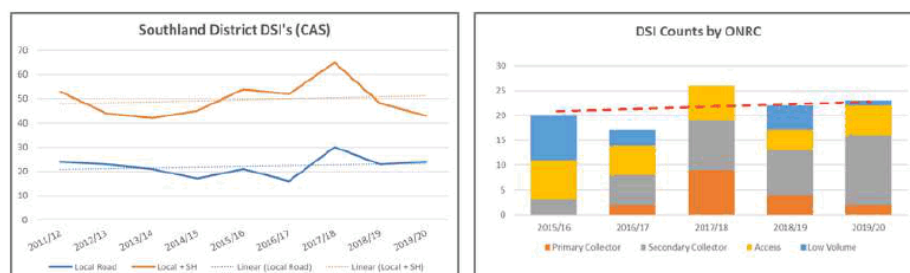 Southland District DSI's (CAS)
70
60
50
40
30
20
10
0
2011/12 2012/13 2013/14 2014/15 2015/16 2016/17 2017/18 2018/19 2019/20
Local Road Local + SH Linear (Local Road) Linear (Local + SH)
DSI Counts by ONRC
30
25
20
15
10
5
0
2015/16 2016/17 2017/18 2018/19 2019/20
Primary Collector Secondary Collector Access Low Volume